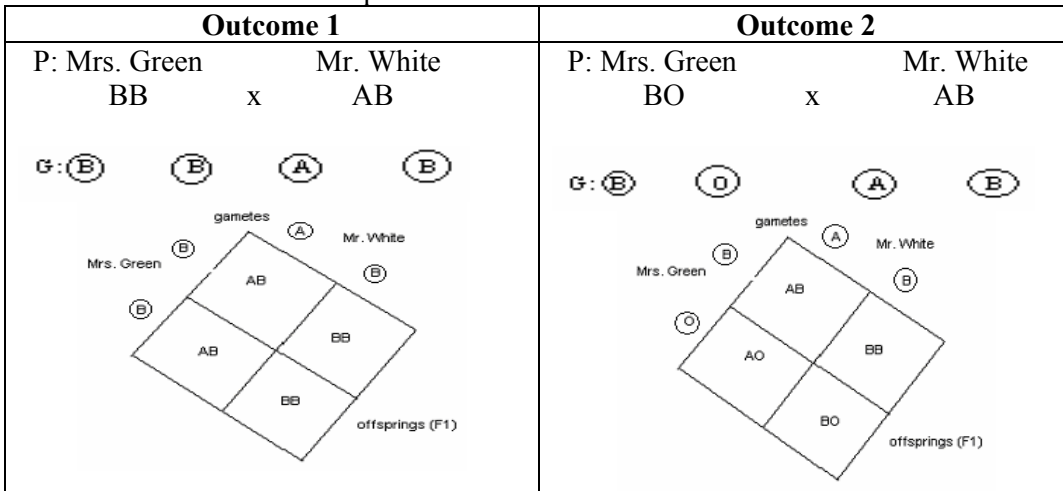 Outcome 1
P: Mrs. Green Mr. White
BB x AB
G: B B A B
gametes
A
Mr. White
B
Mrs. Green
B
B
AB
BB
AB
BB
offsprings (F1)
Outcome 2
P: Mrs. Green Mr. White
BO x AB
G: B O A B
gametes
A
Mr. White
B
Mrs. Green
B
O
AB
BB
AO
BO
offsprings (F1)